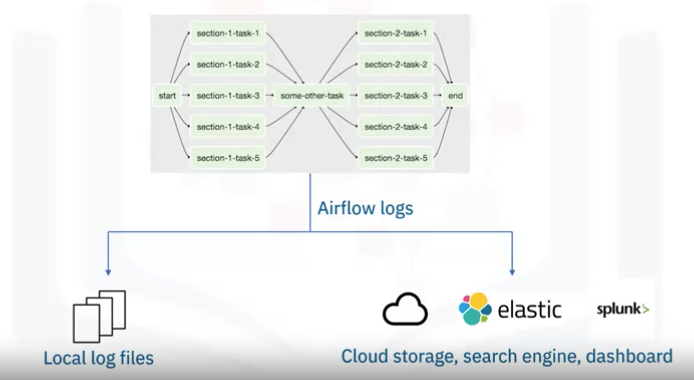 section-1-task-1
section-2-task-1
section-1-task-2
section-2-task-2
start
section-1-task-3
some-other-task
section-2-task-3
end
section-1-task-4
section-2-task-4
section-1-task-5
section-2-task-5
Airflow logs
elastic
splunk>
Local log files
Cloud storage, search engine, dashboard